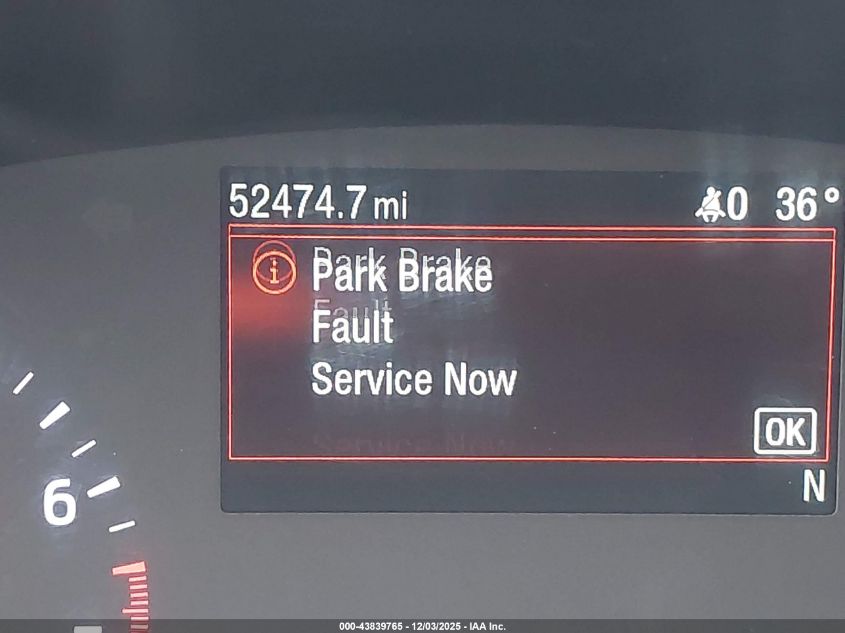 52474.7 mi 0 36°
Park Brake
Fault
Service Now
OK
N
6
000-43839765 - 12/03/2025 - IAA Inc.